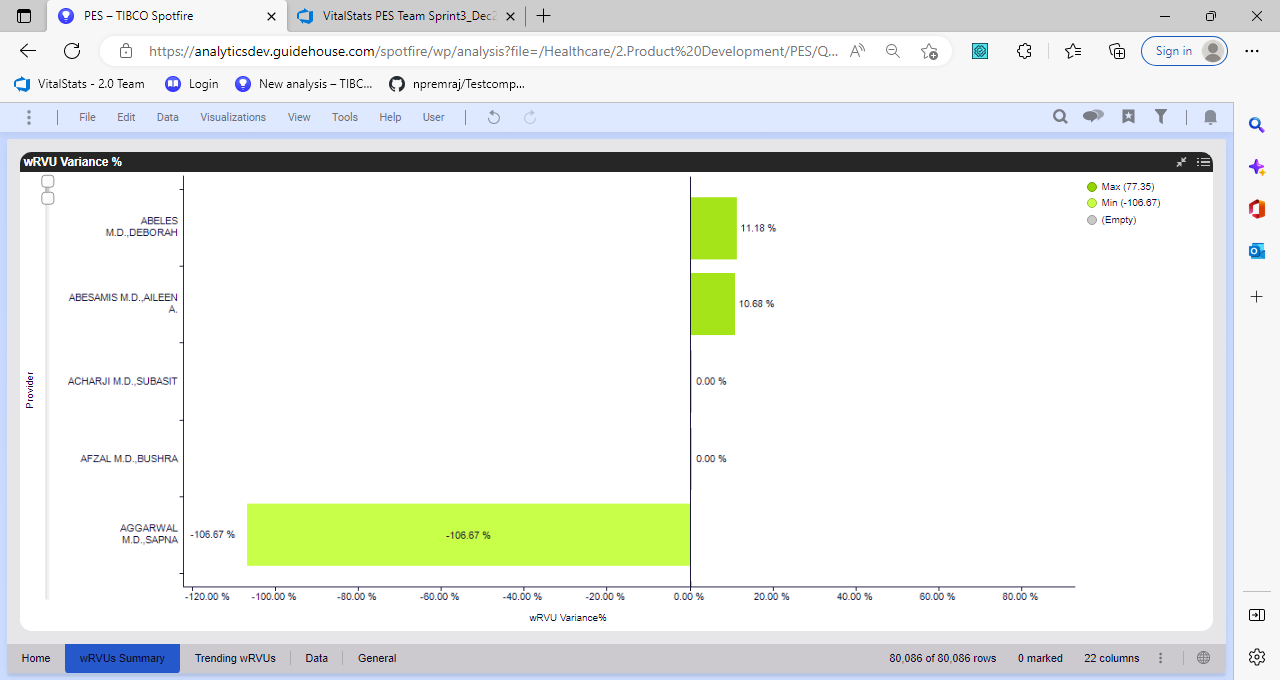 PES – TIBCO Spotfire
VitalStats PES Team Sprint3_Dec2
https://analyticsdev.guidehouse.com/spotfire/wp/analysis?file=/Healthcare/2.Product%20Development/PES/Q...
Sign in
VitalStats - 2.0 Team
Login
New analysis – TIBC...
npremraj/Testcomp...
File Edit Data Visualizations View Tools Help User
wRVU Variance %
Max (77.35)
Min (-106.67)
(Empty)
Provider
ABELES
M.D.,DEBORAH
11.18 %
ABESAMIS M.D.,AILEEN
A.
10.68 %
ACHARJI M.D.,SUBASIT
0.00 %
AFZAL M.D.,BUSHRA
0.00 %
AGGARWAL
M.D.,SAPNA
-106.67 %
-106.67 %
-120.00 % -100.00 % -80.00 % -60.00 % -40.00 % -20.00 % 0.00 % 20.00 % 40.00 % 60.00 % 80.00 %
wRVU Variance%
Home wRVUs Summary Trending wRVUs Data General
80,086 of 80,086 rows 0 marked 22 columns